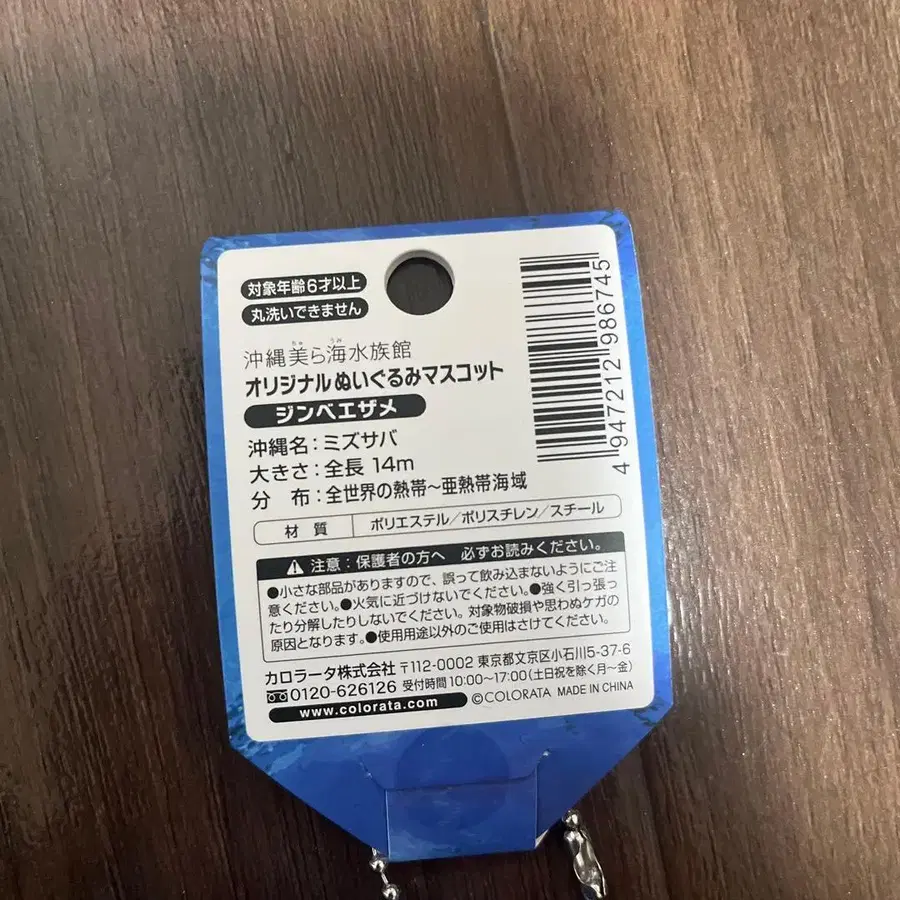 対象年齢6才以上
丸洗いできません
沖縄美ら海水族館
ちゅ うみ
オリジナルぬいぐるみマスコット
ジンベエザメ
沖縄名：ミズサバ
大きさ：全長 14m
分 布：全世界の熱帯～亜熱帯海域
材 質 ポリエステル/ポリスチレン/スチール
注意：保護者の方へ 必ずお読みください。
●小さな部品がありますので、誤って飲み込まないようにご注
意ください。●火気に近づけないでください。●強く引っ張っ
たり分解したりしないでください。対象物破損や思わぬケガの
原因となります。●使用用途以外のご使用はさけてください。
カロラータ株式会社 〒112-0002 東京都文京区小石川5-37-6
0120-626126 受付時間 10:00～17:00(土日祝を除く月～金)
www.colorata.com ©COLORATA MADE IN CHINA
4 947212 986745